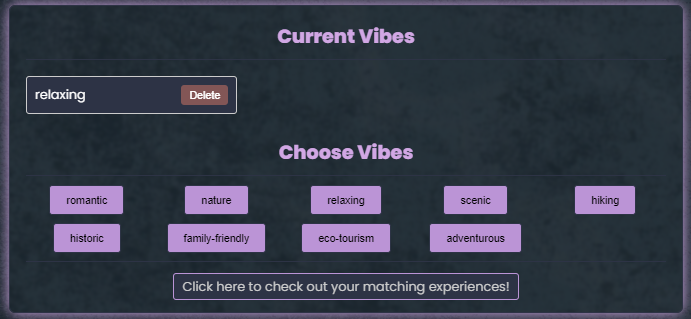 Current Vibes
relaxing Delete
Choose Vibes
romantic nature relaxing scenic hiking
historic family-friendly eco-tourism adventurous
Click here to check out your matching experiences!